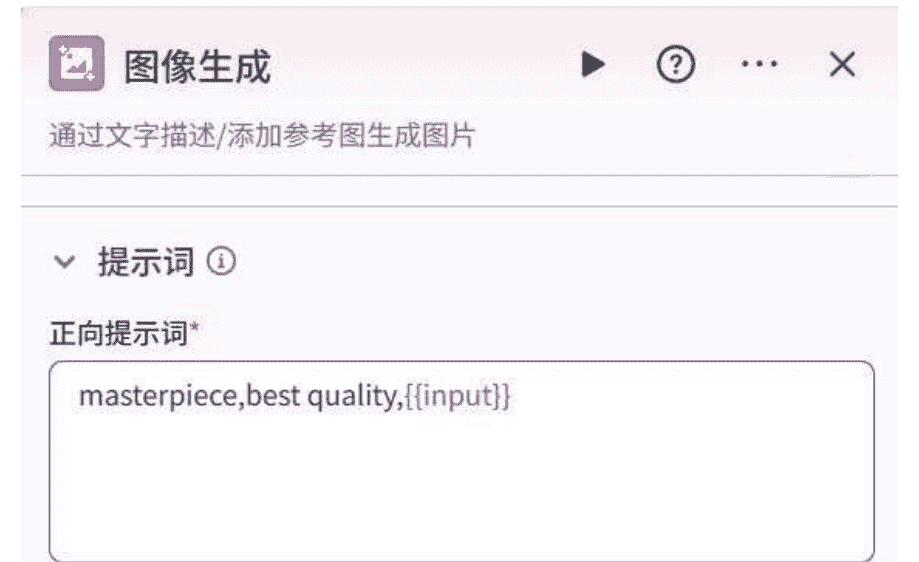 图像生成
通过文字描述/添加参考图生成图片
提示词
正向提示词*
masterpiece,best quality,{{input}}